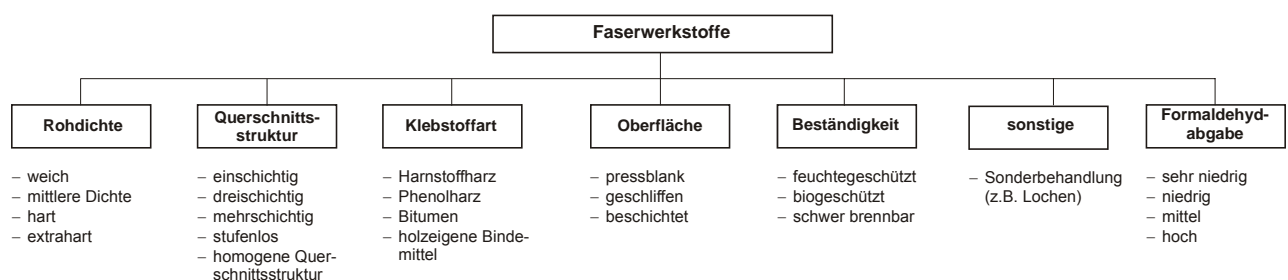 Faserwerkstoffe
Rohdichte
– weich
– mittlere Dichte
– hart
– extrahart
Querschnitts-
struktur
– einschichtig
– dreischichtig
– mehrschichtig
– stufenlos
– homogene Quer-
schnittsstruktur
Klebstoffart
– Harnstoffharz
– Phenolharz
– Bitumen
– holzeigene Binde-
mittel
Oberfläche
– pressblank
– geschliffen
– beschichtet
Beständigkeit
– feuchtegeschützt
– biogeschützt
– schwer brennbar
sonstige
– Sonderbehandlung
(z.B. Lochen)
Formaldehyd-
abgabe
– sehr niedrig
– niedrig
– mittel
– hoch